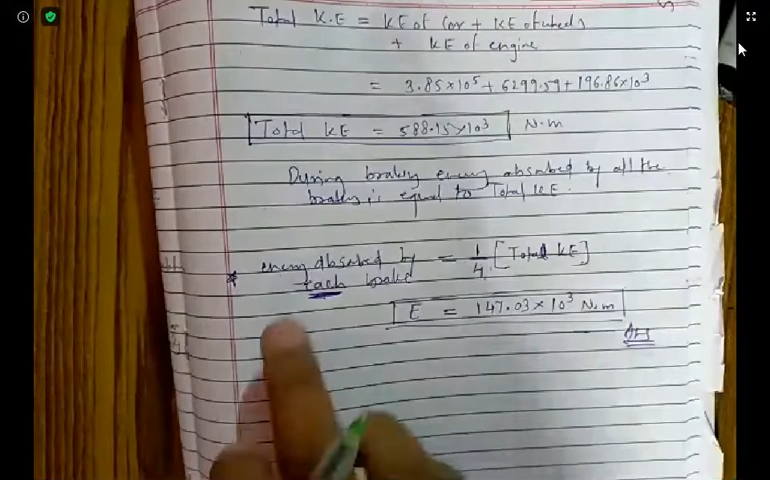 Total K.E = KE of Car + KE of wheels
+ KE of engine
= 3.85×10⁵ + 6299.59 + 196.86×10³
Total KE = 588.15×10³ N.m
During braking energy absorbed by all the
brakes is equal to Total KE.
* energy absorbed by = 1/4 [Total KE]
each brake
E = 147.03 × 10³ N.m
Ans